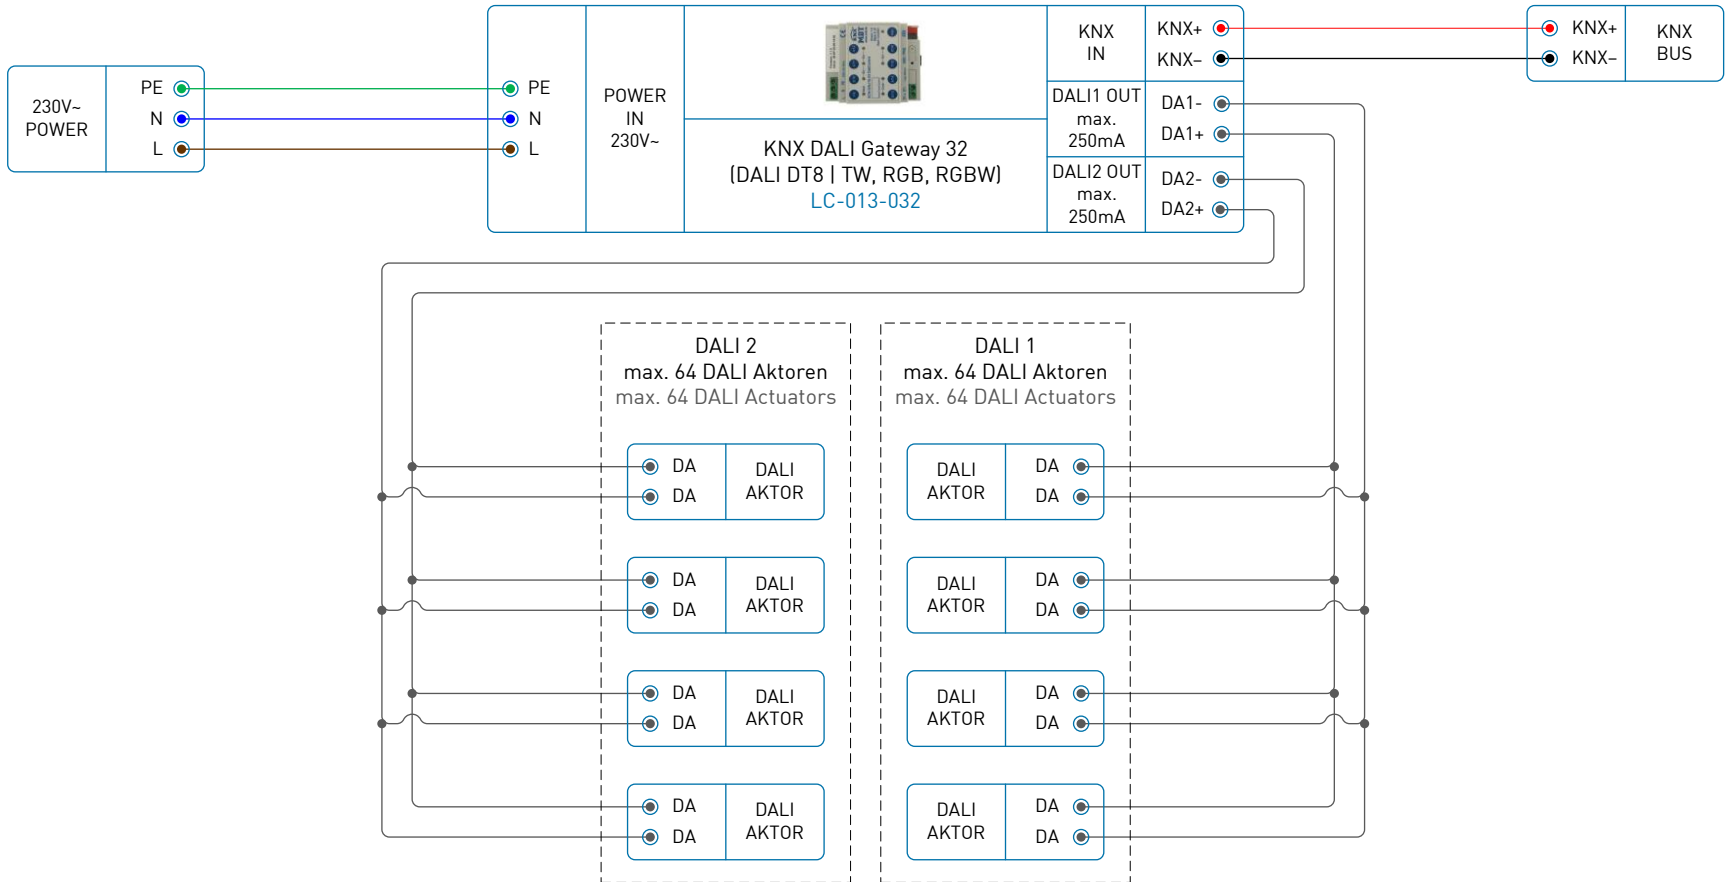 230V~
POWER
PE
N
L
PE
N
L
POWER
IN
230V~
KNX DALI Gateway 32
(DALI DT8 | TW, RGB, RGBW)
LC-013-032
KNX
IN
KNX+
KNX–
DALI1 OUT
max.
250mA
DA1-
DA1+
DALI2 OUT
max.
250mA
DA2-
DA2+
KNX+
KNX–
KNX
BUS
DALI 2
max. 64 DALI Aktoren
max. 64 DALI Actuators
DA
DA
DALI
AKTOR
DA
DA
DALI
AKTOR
DA
DA
DALI
AKTOR
DA
DA
DALI
AKTOR
DALI 1
max. 64 DALI Aktoren
max. 64 DALI Actuators
DALI
AKTOR
DA
DA
DALI
AKTOR
DA
DA
DALI
AKTOR
DA
DA
DALI
AKTOR
DA
DA